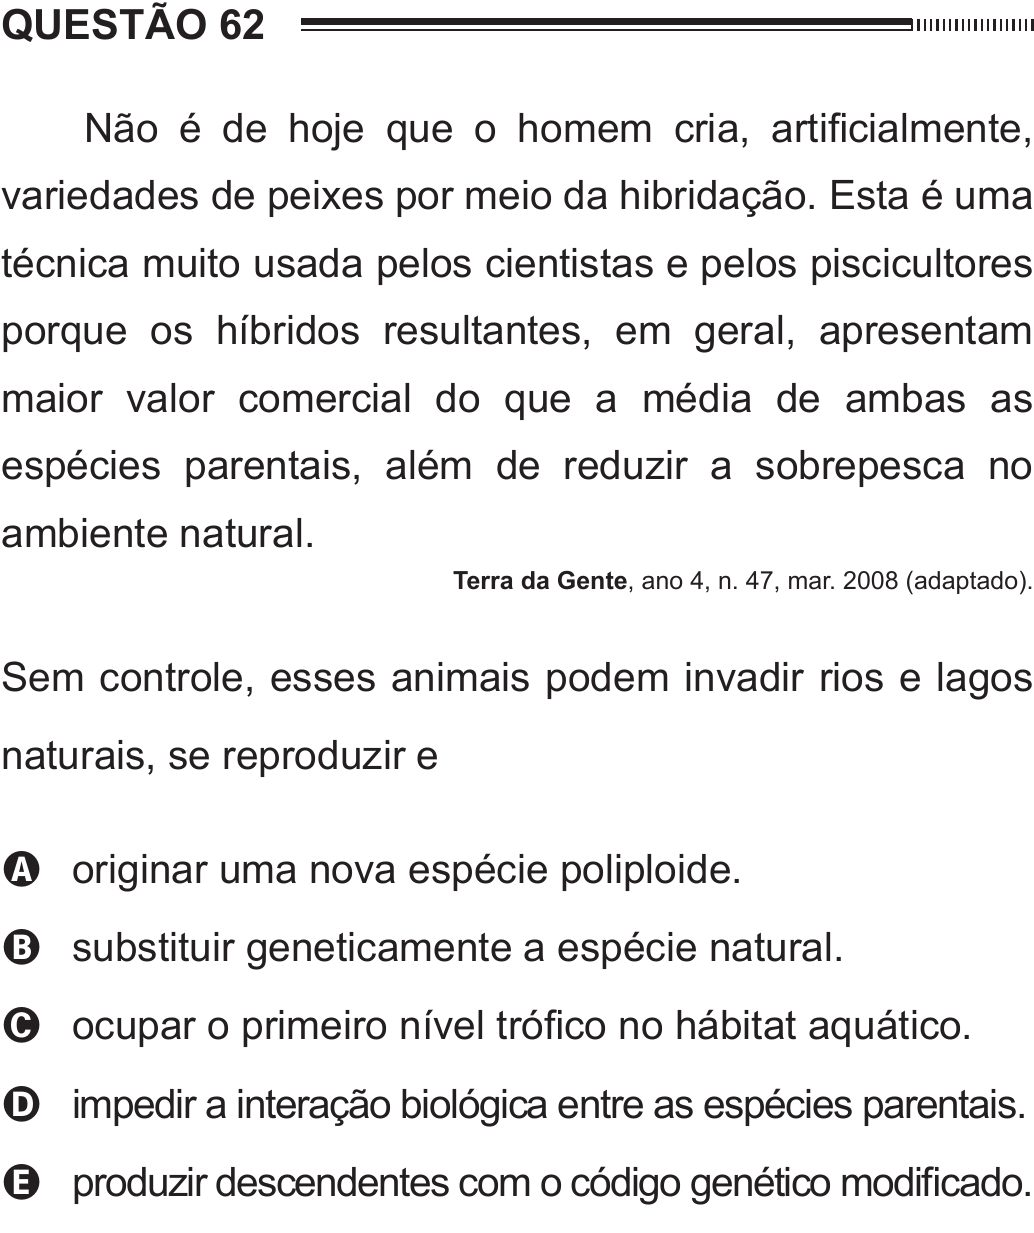 QUESTÃO 62
Não é de hoje que o homem cria, artificialmente,
variedades de peixes por meio da hibridação. Esta é uma
técnica muito usada pelos cientistas e pelos piscicultores
porque os híbridos resultantes, em geral, apresentam
maior valor comercial do que a média de ambas as
espécies parentais, além de reduzir a sobrepesca no
ambiente natural.
Terra da Gente, ano 4, n. 47, mar. 2008 (adaptado).
Sem controle, esses animais podem invadir rios e lagos
naturais, se reproduzir e
A originar uma nova espécie poliploide.
B substituir geneticamente a espécie natural.
C ocupar o primeiro nível trófico no hábitat aquático.
D impedir a interação biológica entre as espécies parentais.
E produzir descendentes com o código genético modificado.